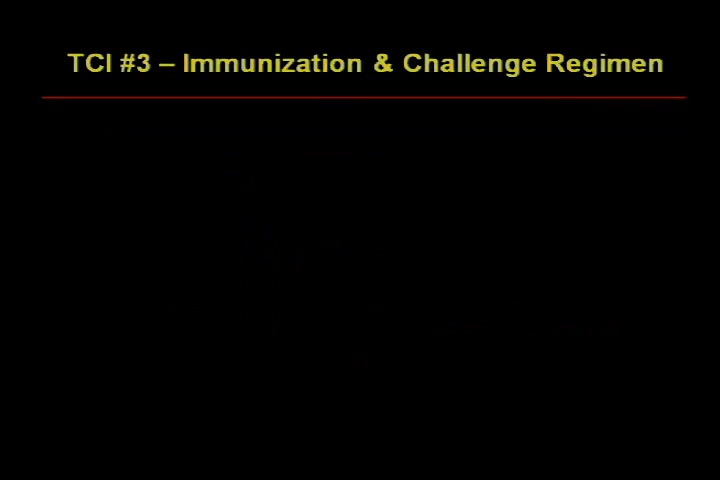 TCI #3 – Immunization & Challenge Regimen